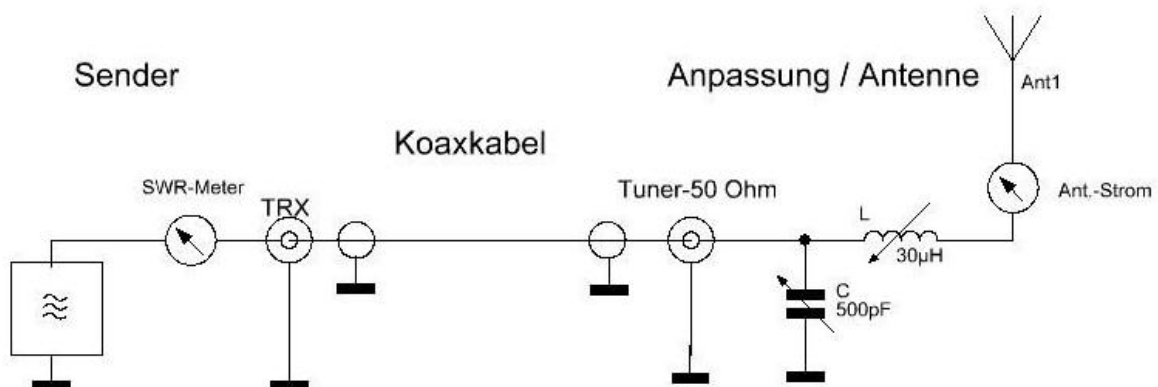 Sender
Anpassung / Antenne
Ant1
Koaxkabel
SWR-Meter
TRX
Tuner-50 Ohm
Ant.-Strom
L
30µH
C
500pF